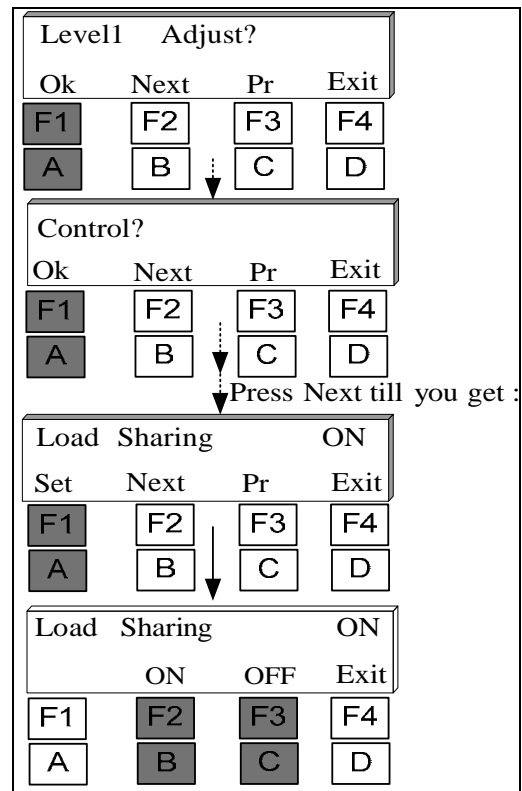 Level1 Adjust?
Ok Next Pr Exit
F1 F2 F3 F4
A B C D
Control?
Ok Next Pr Exit
F1 F2 F3 F4
A B C D
Press Next till you get :
Load Sharing ON
Set Next Pr Exit
F1 F2 F3 F4
A B C D
Load Sharing ON
ON OFF Exit
F1 F2 F3 F4
A B C D